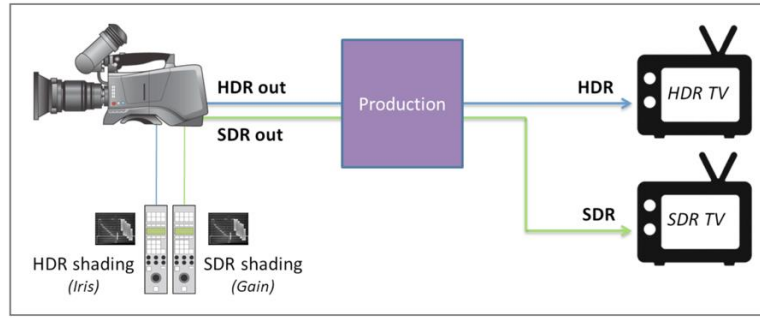 HDR out
Production
HDR
HDR TV
SDR out
SDR
SDR TV
HDR shading
(Iris)
SDR shading
(Gain)